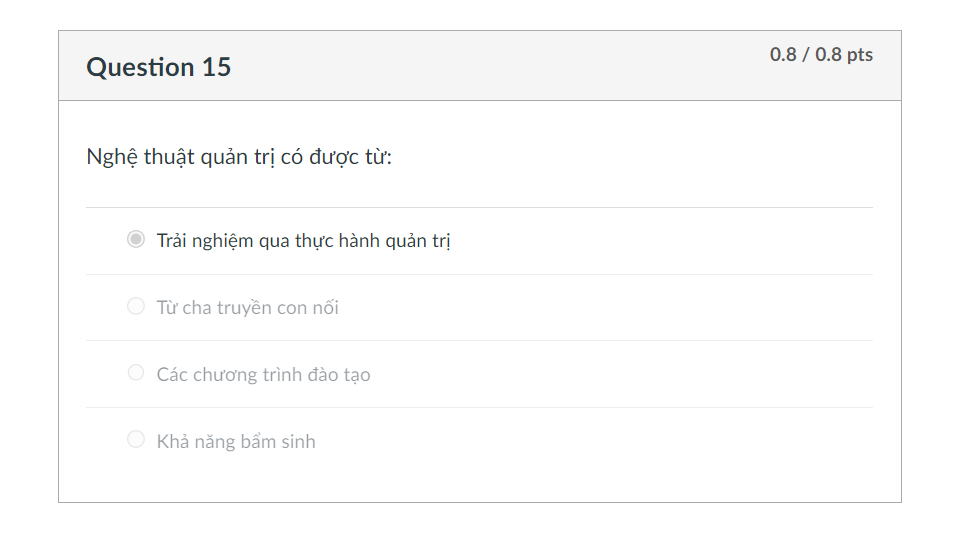 Question 15
0.8 / 0.8 pts
Nghệ thuật quản trị có được từ:
Trải nghiệm qua thực hành quản trị
Từ cha truyền con nối
Các chương trình đào tạo
Khả năng bẩm sinh